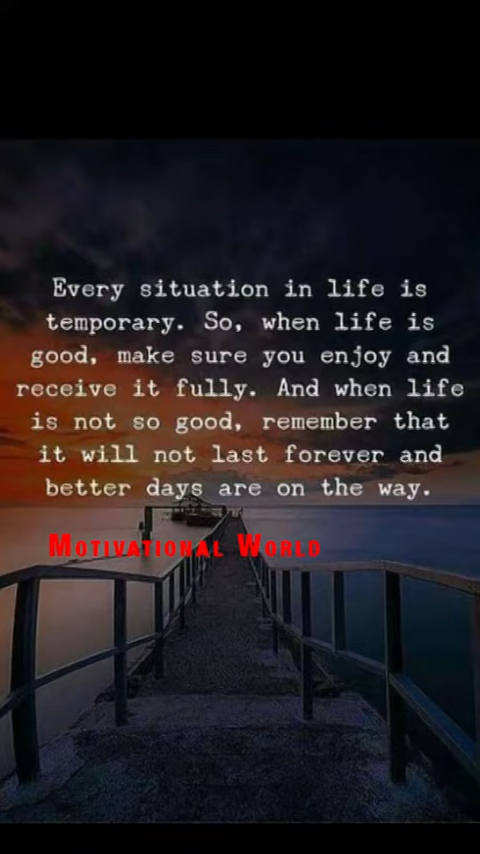 Every situation in life is
temporary. So, when life is
good, make sure you enjoy and
receive it fully. And when life
is not so good, remember that
it will not last forever and
better days are on the way.
Motivational World